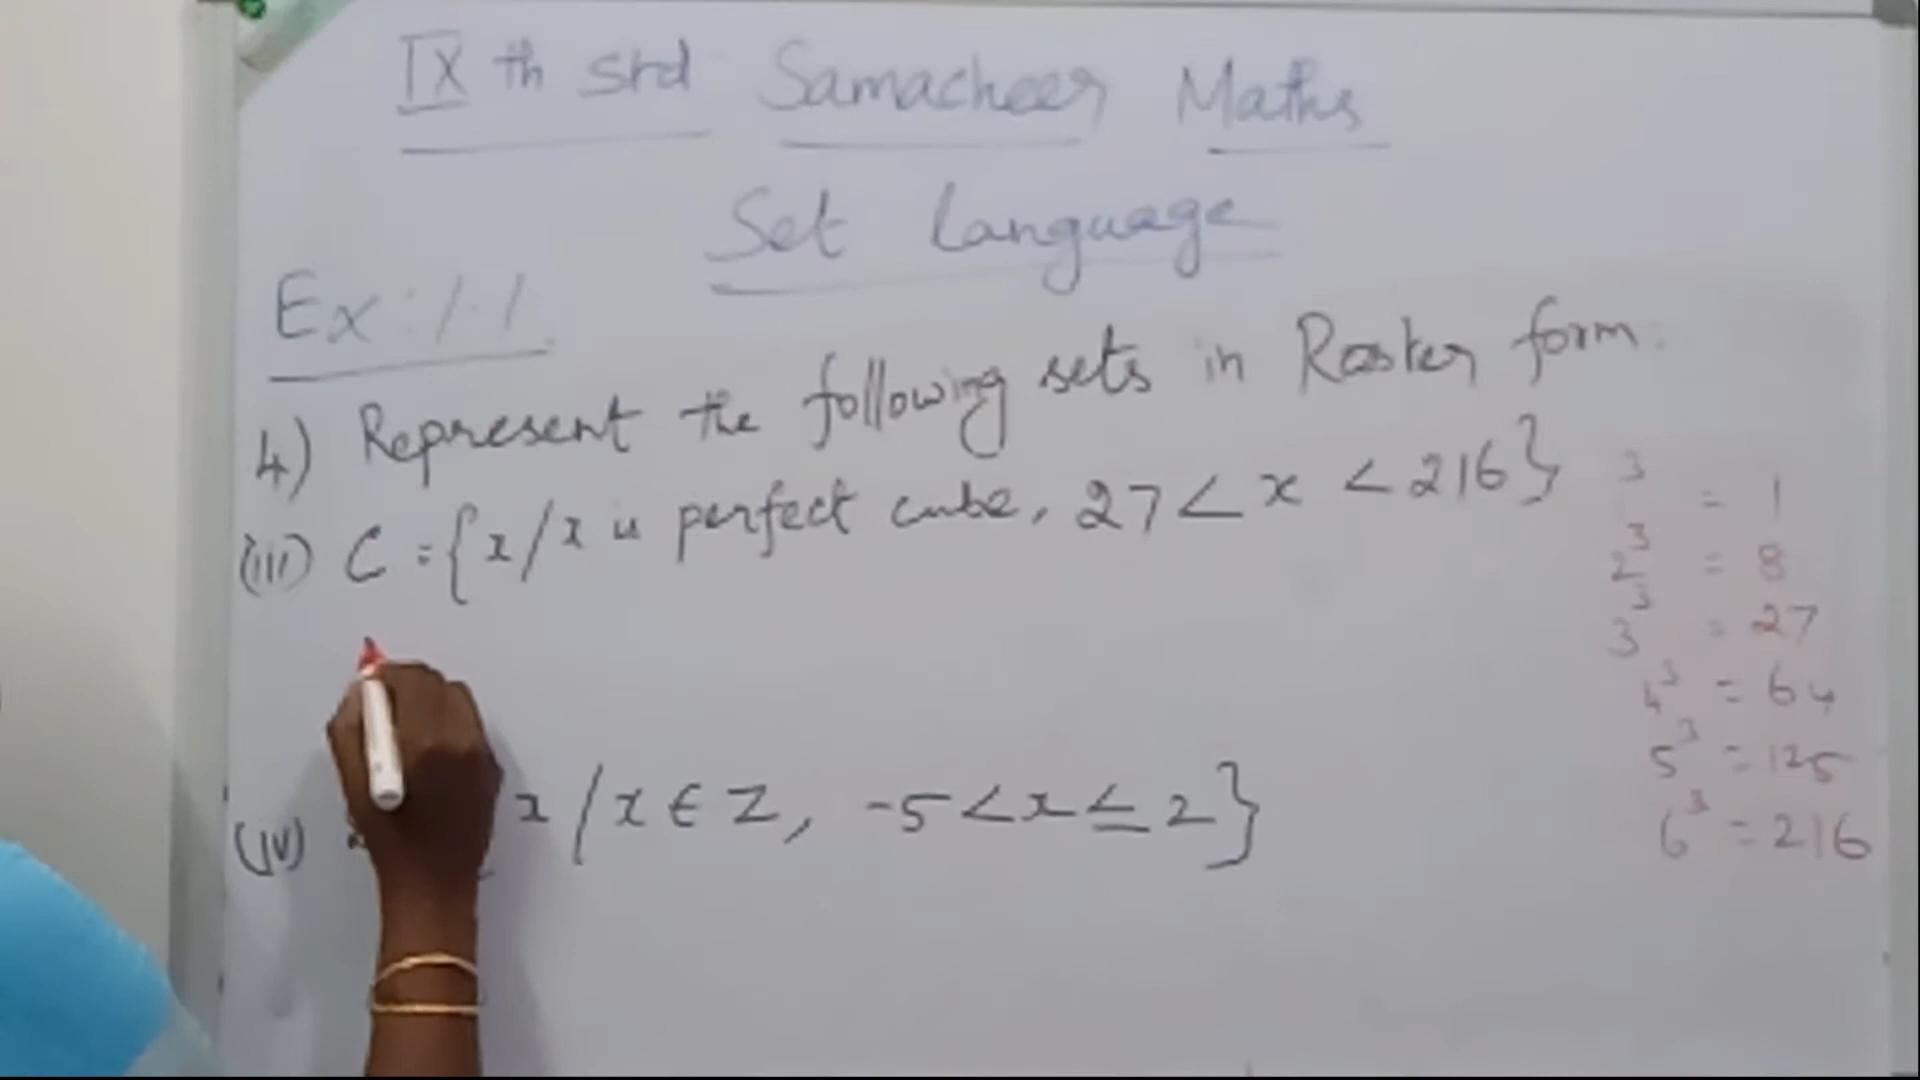 IX th std Samacheer Maths
Set Language
Ex: 1.1.
4) Represent the following sets in Roster form.
(iii) C = {x/x is perfect cube, 27 < x < 216}
(iv) x / x ∈ Z, -5 < x ≤ 2}
3 = 1
2³ = 8
3³ = 27
4³ = 64
5³ = 125
6³ = 216